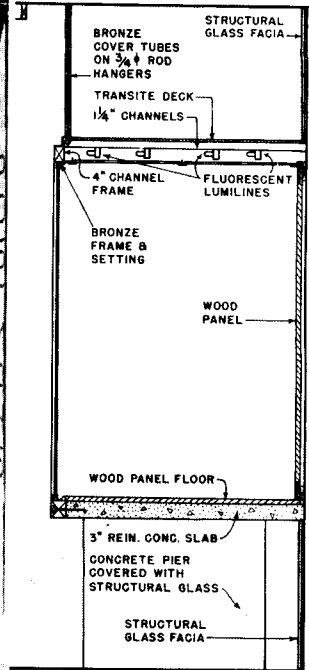 STRUCTURAL
GLASS FACIA
BRONZE
COVER TUBES
ON 3/4 ϕ ROD
HANGERS
TRANSITE DECK
1 1/4" CHANNELS
4" CHANNEL
FRAME
FLUORESCENT
LUMILINES
BRONZE
FRAME &
SETTING
WOOD
PANEL
WOOD PANEL FLOOR
3" REIN. CONC. SLAB
CONCRETE PIER
COVERED WITH
STRUCTURAL GLASS
STRUCTURAL
GLASS FACIA